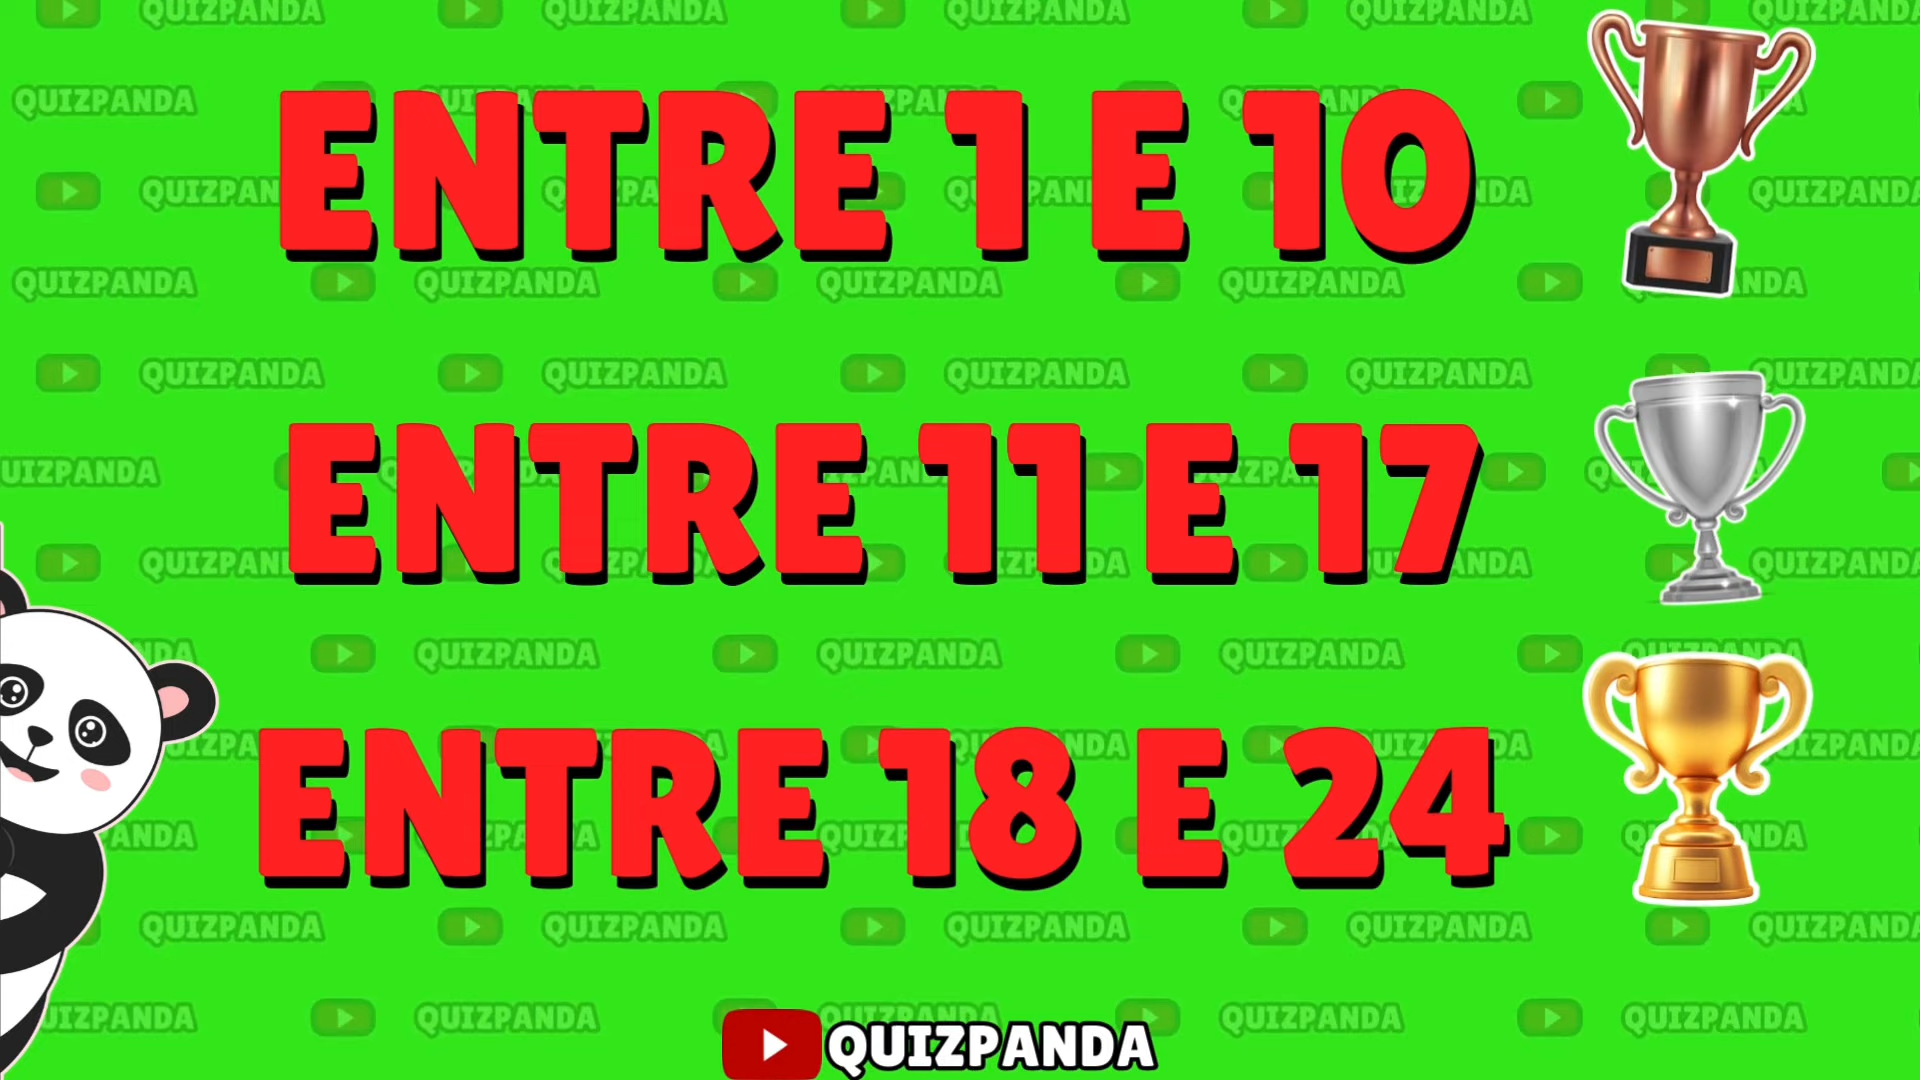 ENTRE 1 E 10
ENTRE 11 E 17
ENTRE 18 E 24
QUIZPANDA